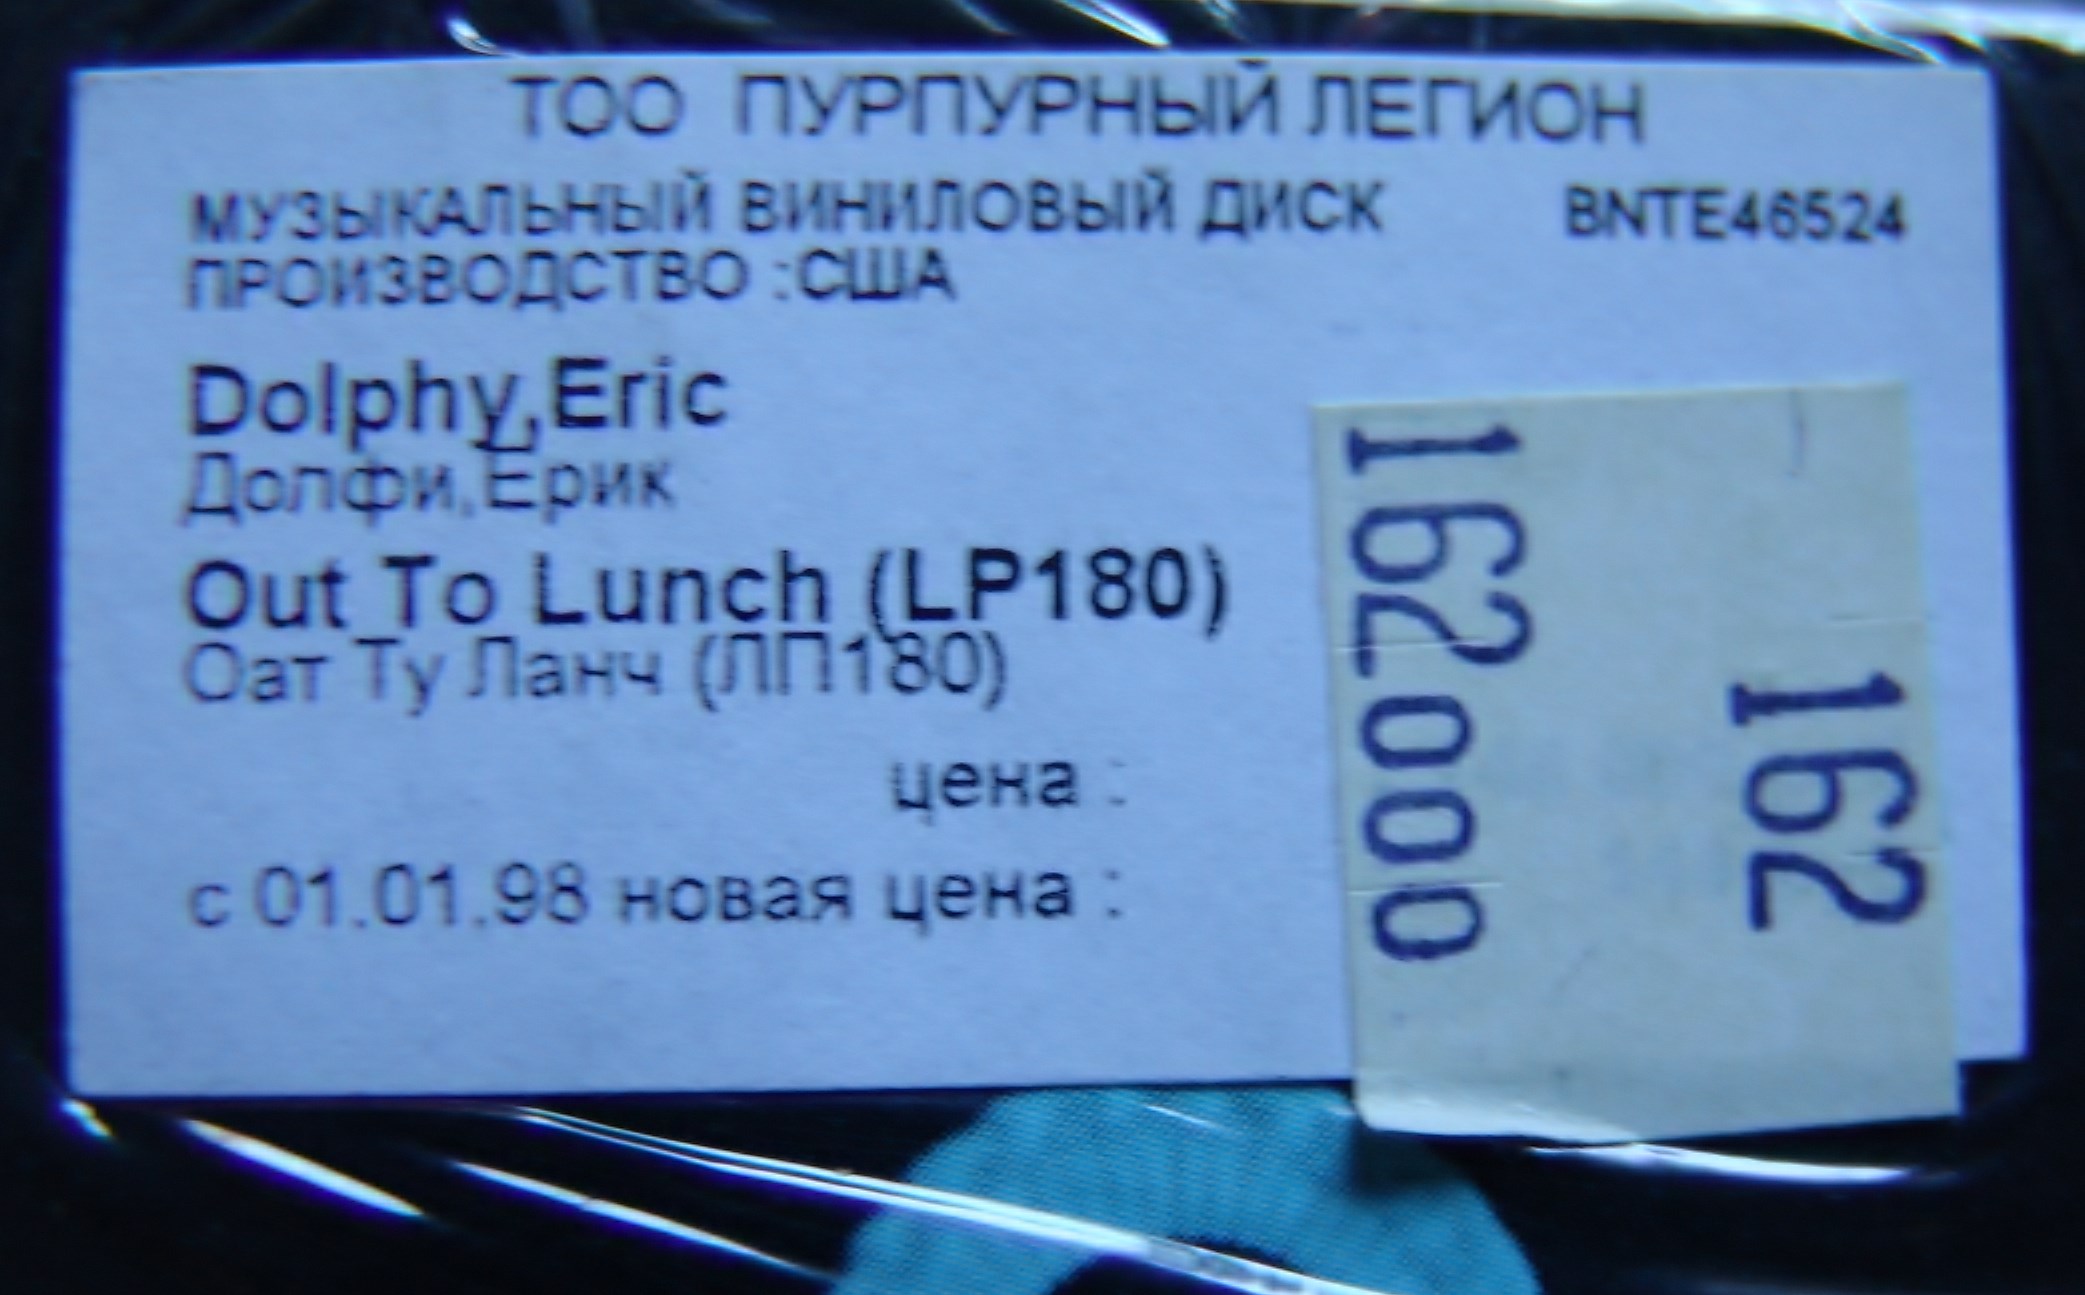 ТОО ПУРПУРНЫЙ ЛЕГИОН
МУЗЫКАЛЬНЫЙ ВИНИЛОВЫЙ ДИСК BNTE46524
ПРОИЗВОДСТВО :США
Dolphy,Eric
Долфи,Ерик
Out To Lunch (LP180)
Оат Ту Ланч (ЛП180)
цена :
с 01.01.98 новая цена :
162000
162